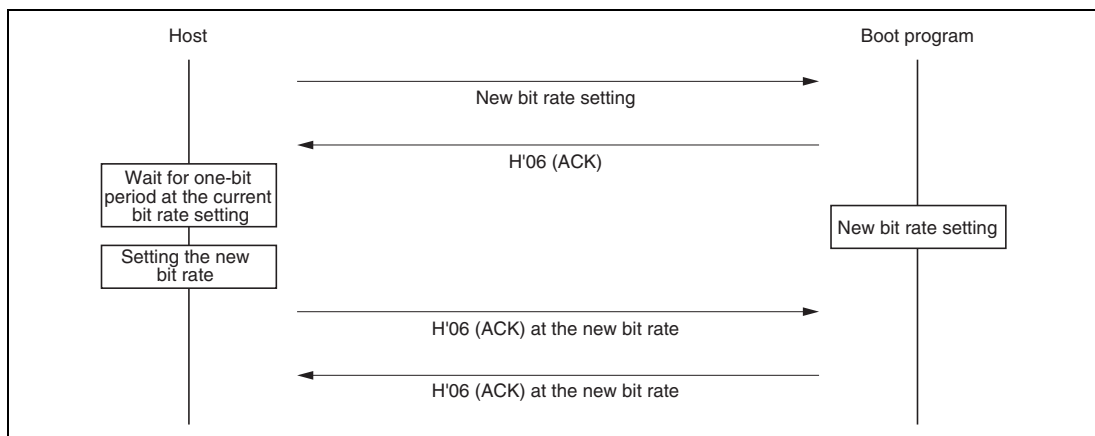 Host
Boot program
New bit rate setting
H'06 (ACK)
Wait for one-bit
period at the current
bit rate setting
New bit rate setting
Setting the new
bit rate
H'06 (ACK) at the new bit rate
H'06 (ACK) at the new bit rate